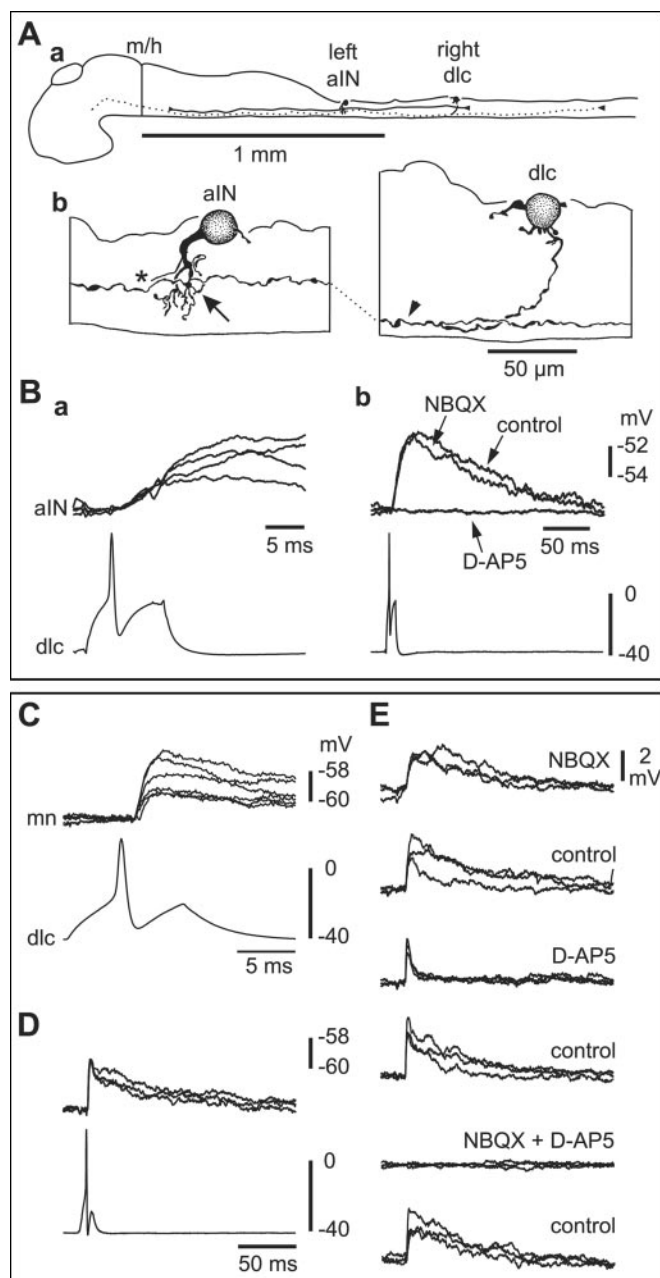 A
a
m/h
left
aIN
right
dlc
1 mm
b
aIN
*
dlc
50 µm
B
a
aIN
5 ms
dlc
b
NBQX
control
mV
-52
-54
50 ms
D-AP5
0
-40
C
mV
-58
-60
mn
0
dlc
-40
5 ms
D
-58
-60
0
-40
50 ms
E
NBQX
2
mV
control
D-AP5
control
NBQX + D-AP5
control